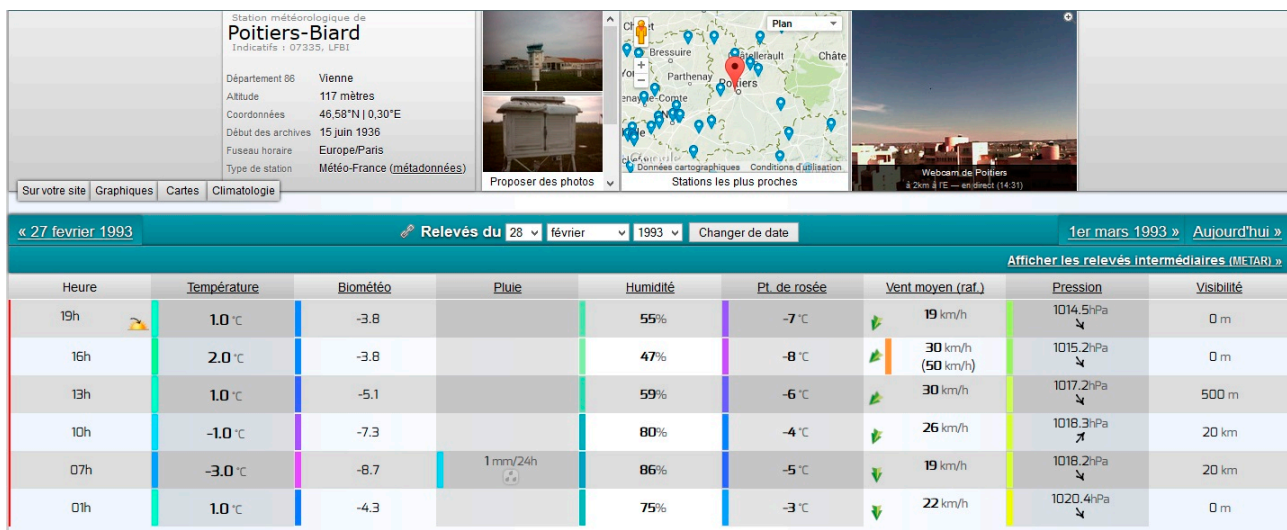 Station météorologique de
Poitiers-Biard
Indicatifs : 07335, LFBI
Département 86 Vienne
Altitude 117 mètres
Coordonnées 46,58°N | 0,30°E
Début des archives 15 juin 1936
Fuseau horaire Europe/Paris
Type de station Météo-France (métadonnées)
Proposer des photos
Plan
Bressuire
Parthenay
Poitiers
Données cartographiques Conditions d'utilisation
Stations les plus proches
Webcam de Poitiers
à 2km à l'E — en direct (14:31)
Sur votre site Graphiques Cartes Climatologie
« 27 fevrier 1993 Relevés du 28 février 1993 Changer de date 1er mars 1993 » Aujourd'hui »
Afficher les relevés intermédiaires (METAR) »
Heure Température Biométéo Pluie Humidité Pt. de rosée Vent moyen (raf.) Pression Visibilité
19h 1.0 °C -3.8 55% -7 °C 19 km/h 1014.5hPa 0 m
16h 2.0 °C -3.8 47% -8 °C 30 km/h (50 km/h) 1015.2hPa 0 m
13h 1.0 °C -5.1 59% -6 °C 30 km/h 1017.2hPa 500 m
10h -1.0 °C -7.3 80% -4 °C 26 km/h 1018.3hPa 20 km
07h -3.0 °C -8.7 1 mm/24h 86% -5 °C 19 km/h 1018.2hPa 20 km
01h 1.0 °C -4.3 75% -3 °C 22 km/h 1020.4hPa 0 m